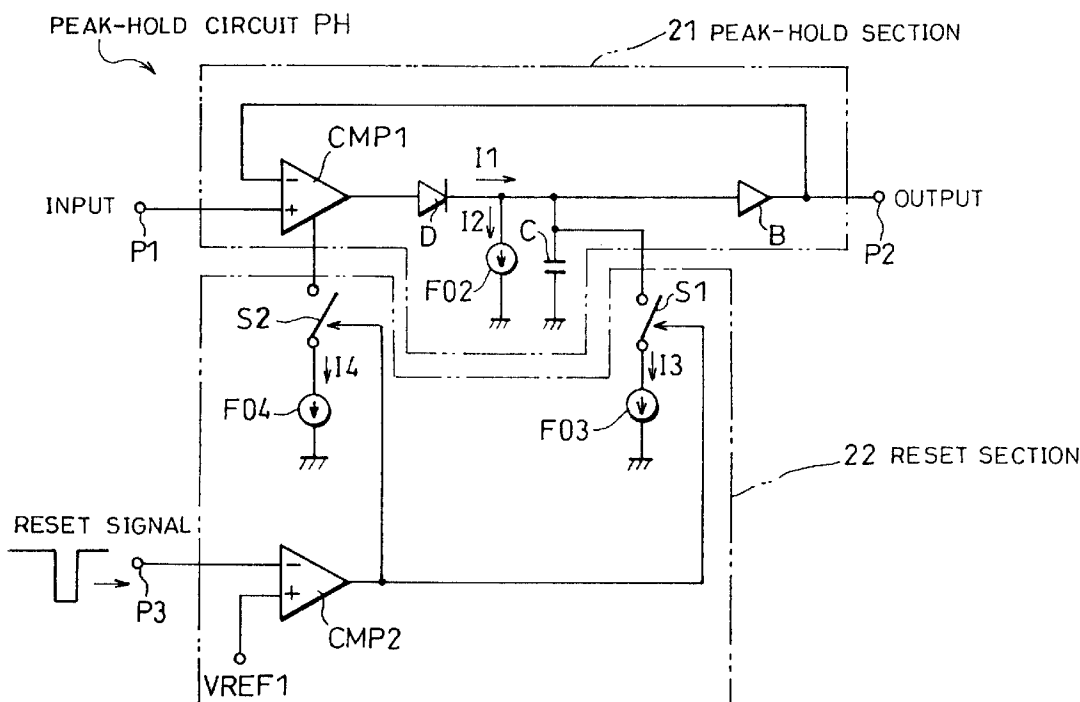 PEAK-HOLD CIRCUIT PH
21 PEAK-HOLD SECTION
CMP1
I1
INPUT
P1
D
I2
C
B
OUTPUT
P2
F02
S2
S1
I4
I3
F04
F03
22 RESET SECTION
RESET SIGNAL
P3
CMP2
VREF1